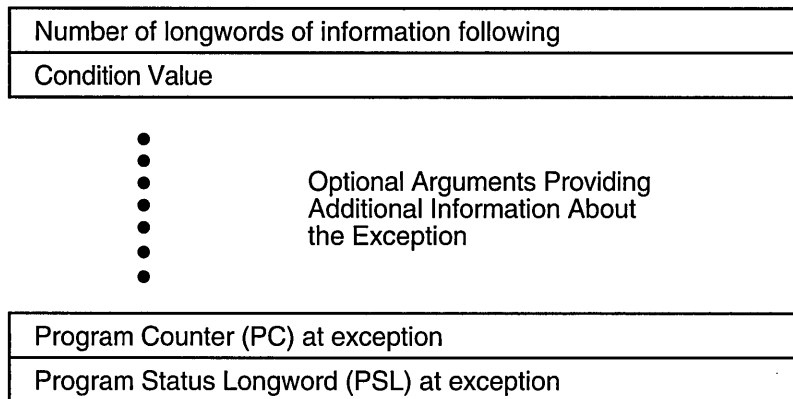 Number of longwords of information following
Condition Value
Optional Arguments Providing
Additional Information About
the Exception
Program Counter (PC) at exception
Program Status Longword (PSL) at exception